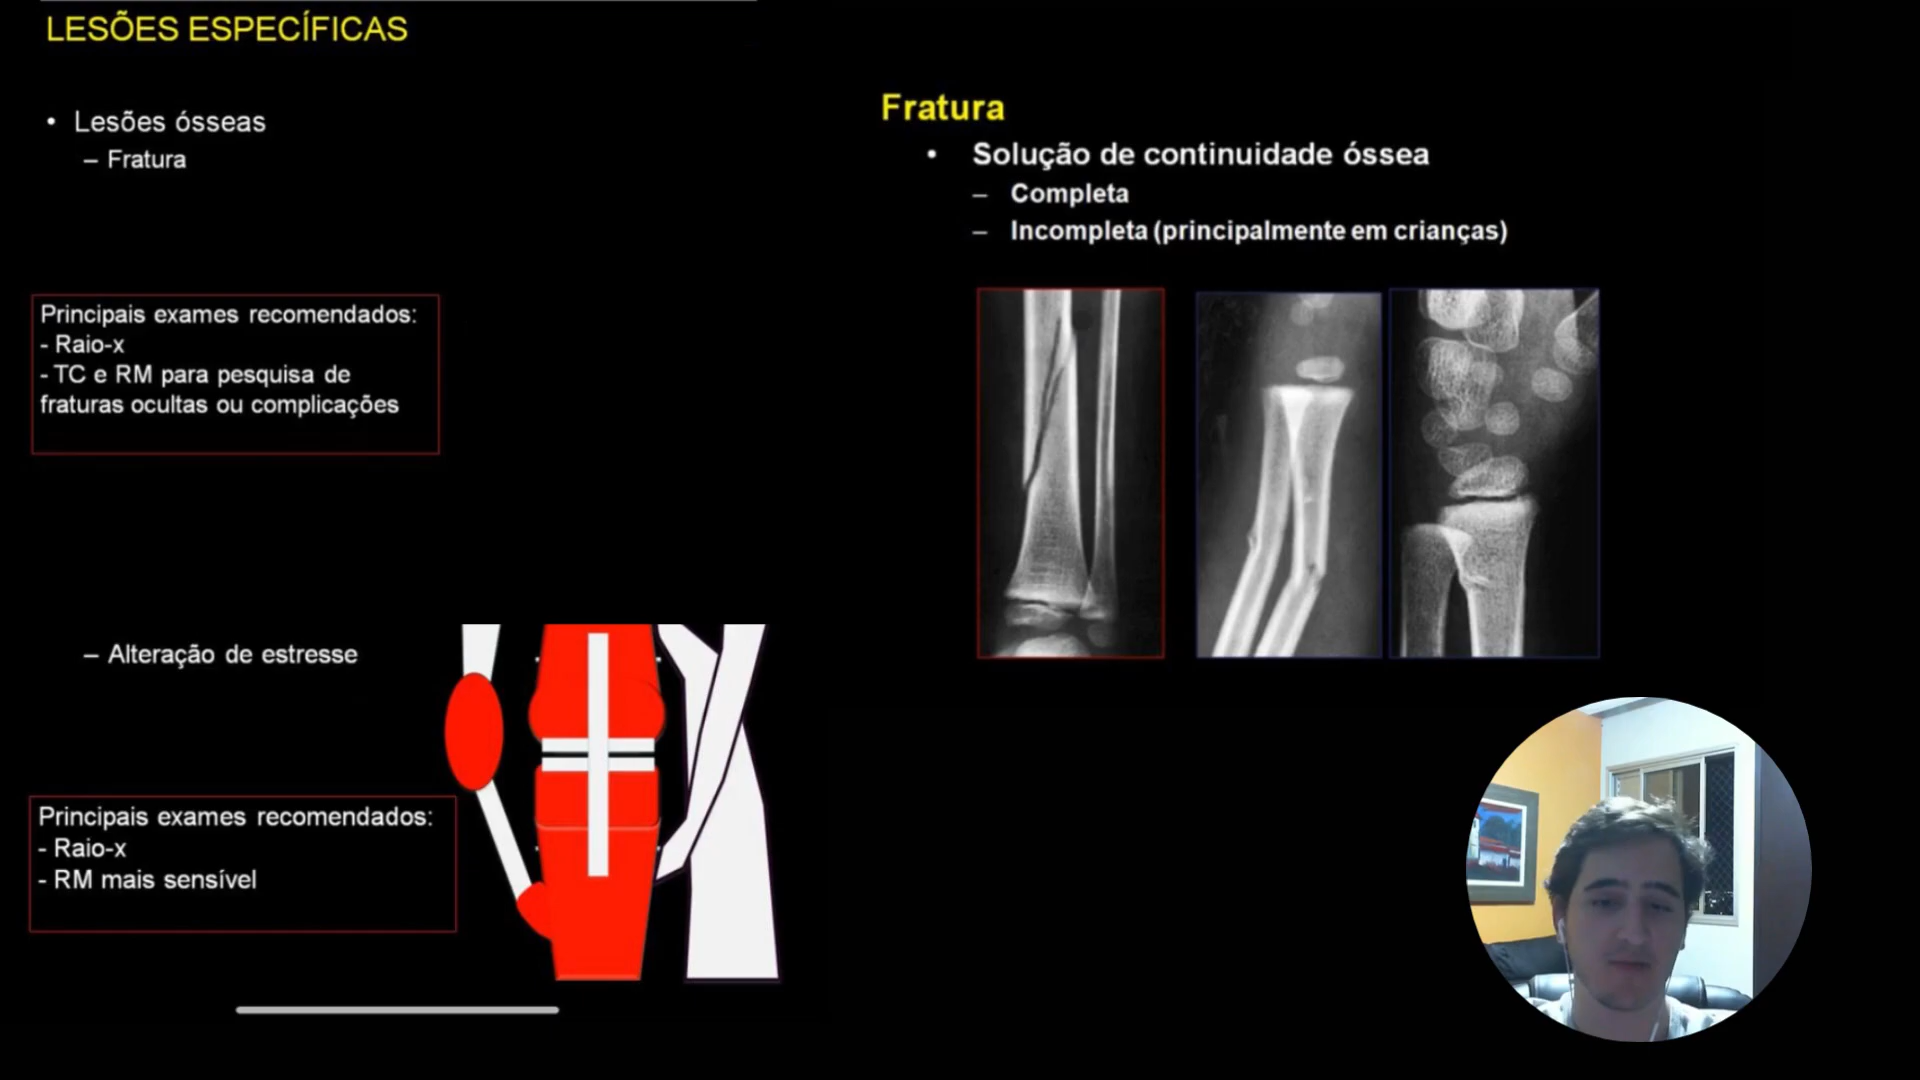 LESÕES ESPECÍFICAS
• Lesões ósseas
– Fratura
Principais exames recomendados:
- Raio-x
- TC e RM para pesquisa de
fraturas ocultas ou complicações
– Alteração de estresse
Principais exames recomendados:
- Raio-x
- RM mais sensível
Fratura
• Solução de continuidade óssea
– Completa
– Incompleta (principalmente em crianças)